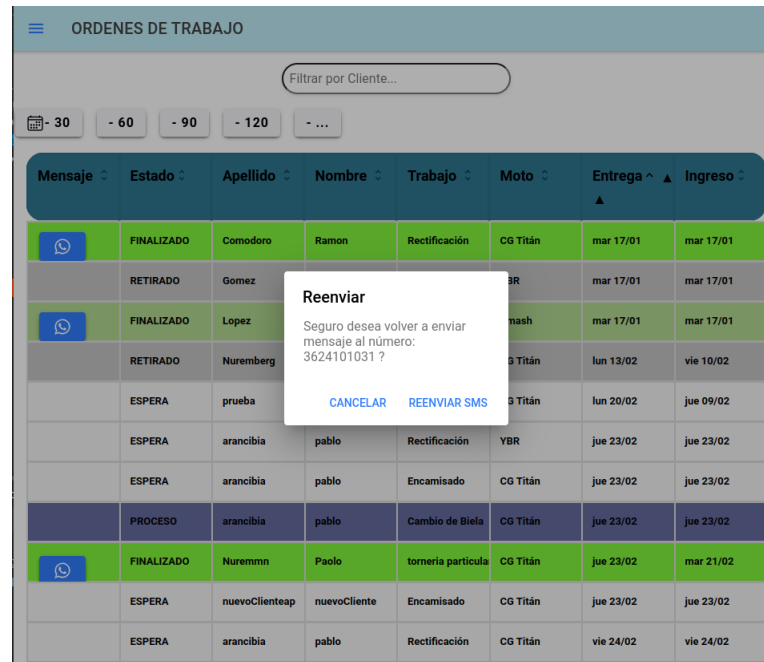 ORDENES DE TRABAJO
Filtrar por Cliente...
- 30 - 60 - 90 - 120 - ...
Mensaje Estado Apellido Nombre Trabajo Moto Entrega Ingreso
FINALIZADO Comodoro Ramon Rectificación CG Titán mar 17/01 mar 17/01
RETIRADO Gomez mar 17/01 mar 17/01
FINALIZADO Lopez mar 17/01 mar 17/01
RETIRADO Nuremberg Titán lun 13/02 vie 10/02
ESPERA prueba Titán lun 20/02 jue 09/02
Reenviar
Seguro desea volver a enviar
mensaje al número:
3624101031 ?
CANCELAR REENVIAR SMS
ESPERA arancibia pablo Rectificación YBR jue 23/02 jue 23/02
ESPERA arancibia pablo Encamisado CG Titán jue 23/02 jue 23/02
PROCESO arancibia pablo Cambio de Biela CG Titán jue 23/02 jue 23/02
FINALIZADO Nuremmn Paolo torneria particula CG Titán jue 23/02 mar 21/02
ESPERA nuevoClienteap nuevoCliente Encamisado CG Titán jue 23/02 jue 23/02
ESPERA arancibia pablo Rectificación CG Titán vie 24/02 vie 24/02